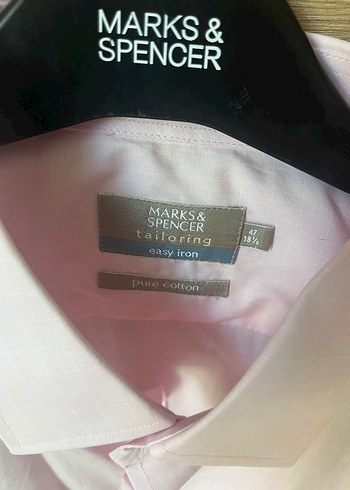 MARKS &
SPENCER
MARKS &
SPENCER
tailoring
easy iron
47
18½
pure cotton